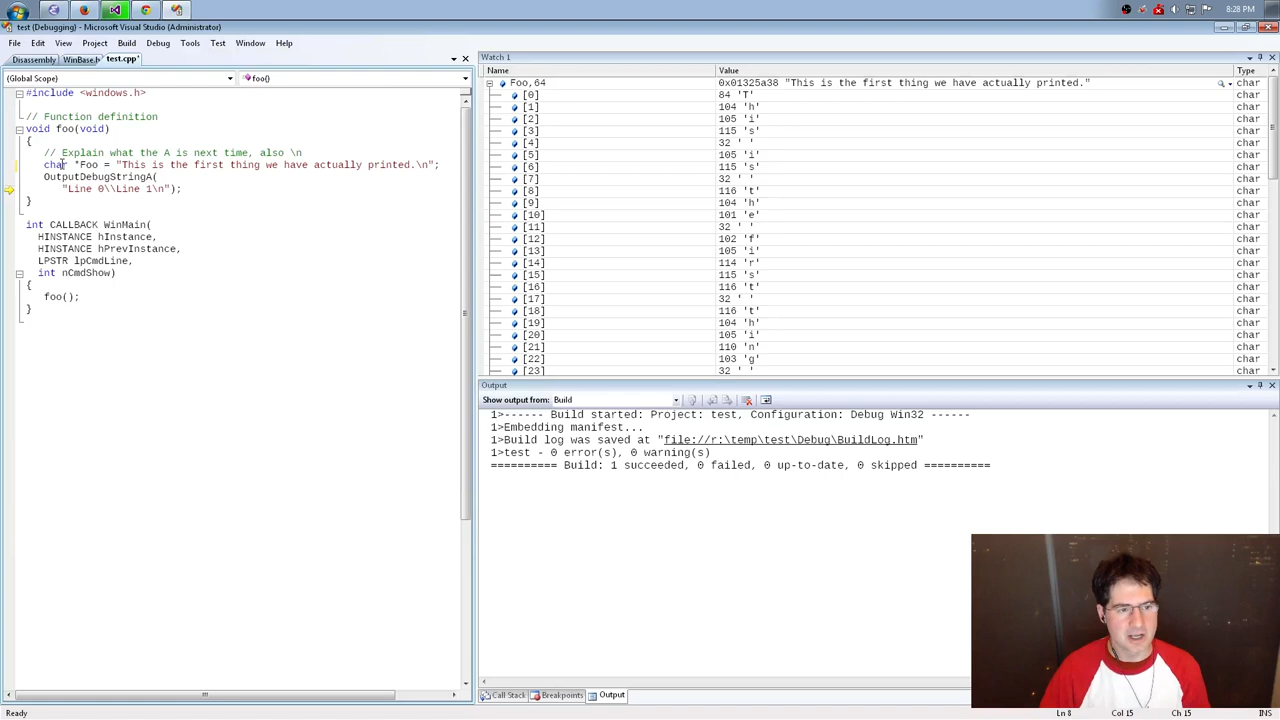 8:28 PM
test (Debugging) - Microsoft Visual Studio (Administrator)
File Edit View Project Build Debug Tools Test Window Help
Disassembly WinBase.h test.cpp*
(Global Scope) foo()
#include <windows.h>
// Function definition
void foo(void)
{
// Explain what the A is next time, also \n
char *Foo = "This is the first thing we have actually printed.\n";
OutputDebugStringA(
"Line 0\\Line 1\n");
}
int CALLBACK WinMain(
HINSTANCE hInstance,
HINSTANCE hPrevInstance,
LPSTR lpCmdLine,
int nCmdShow)
{
foo();
}
Watch 1
Name Value Type
Foo,64 0x01325a38 "This is the first thing we have actually printed." char
[0] 84 'T' char
[1] 104 'h' char
[2] 105 'i' char
[3] 115 's' char
[4] 32 ' ' char
[5] 105 'i' char
[6] 115 's' char
[7] 32 ' ' char
[8] 116 't' char
[9] 104 'h' char
[10] 101 'e' char
[11] 32 ' ' char
[12] 102 'f' char
[13] 105 'i' char
[14] 114 'r' char
[15] 115 's' char
[16] 116 't' char
[17] 32 ' ' char
[18] 116 't' char
[19] 104 'h' char
[20] 105 'i' char
[21] 110 'n' char
[22] 103 'g' char
[23] 32 ' ' char
Output
Show output from: Build
1>------ Build started: Project: test, Configuration: Debug Win32 ------
1>Embedding manifest...
1>Build log was saved at "file://r:\temp\test\Debug\BuildLog.htm"
1>test - 0 error(s), 0 warning(s)
========== Build: 1 succeeded, 0 failed, 0 up-to-date, 0 skipped ==========
Call Stack Breakpoints Output
Ready Ln 8 Col 15 Ch 15 INS